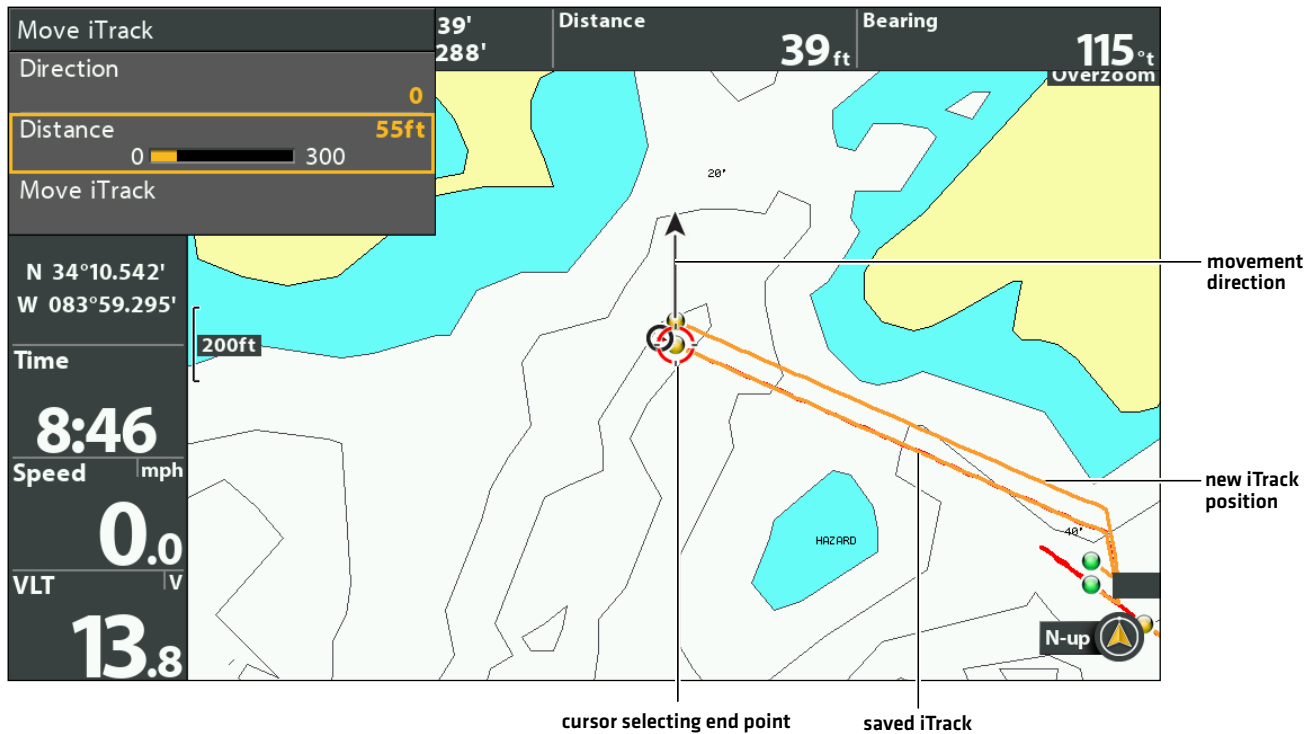 Move iTrack
Direction
0
Distance 55ft
0 300
Move iTrack
39'
288'
Distance
39 ft
Bearing
115 °t
Overzoom
N 34°10.542'
W 083°59.295'
200ft
Time
8:46
Speed mph
0.0
VLT V
13.8
20'
HAZARD
40'
N-up
movement
direction
new iTrack
position
cursor selecting end point
saved iTrack